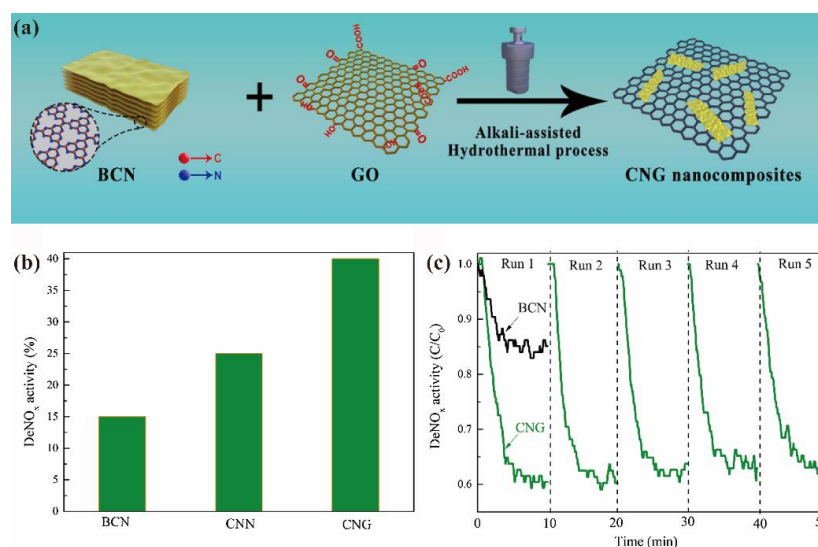 (a)
COOH
O
O
PO
COOH
HO
OH
O
Alkali-assisted
Hydrothermal process
C
N
BCN
GO
CNG nanocomposites
(b)
DeNOx activity (%)
40
35
30
25
20
15
10
5
0
BCN
CNN
CNG
(c)
DeNOx activity (C/C0)
1.0
0.9
0.85
0.7
0.6
Run 1
Run 2
Run 3
Run 4
Run 5
BCN
CNG
0
10
20
30
40
50
Time (min)